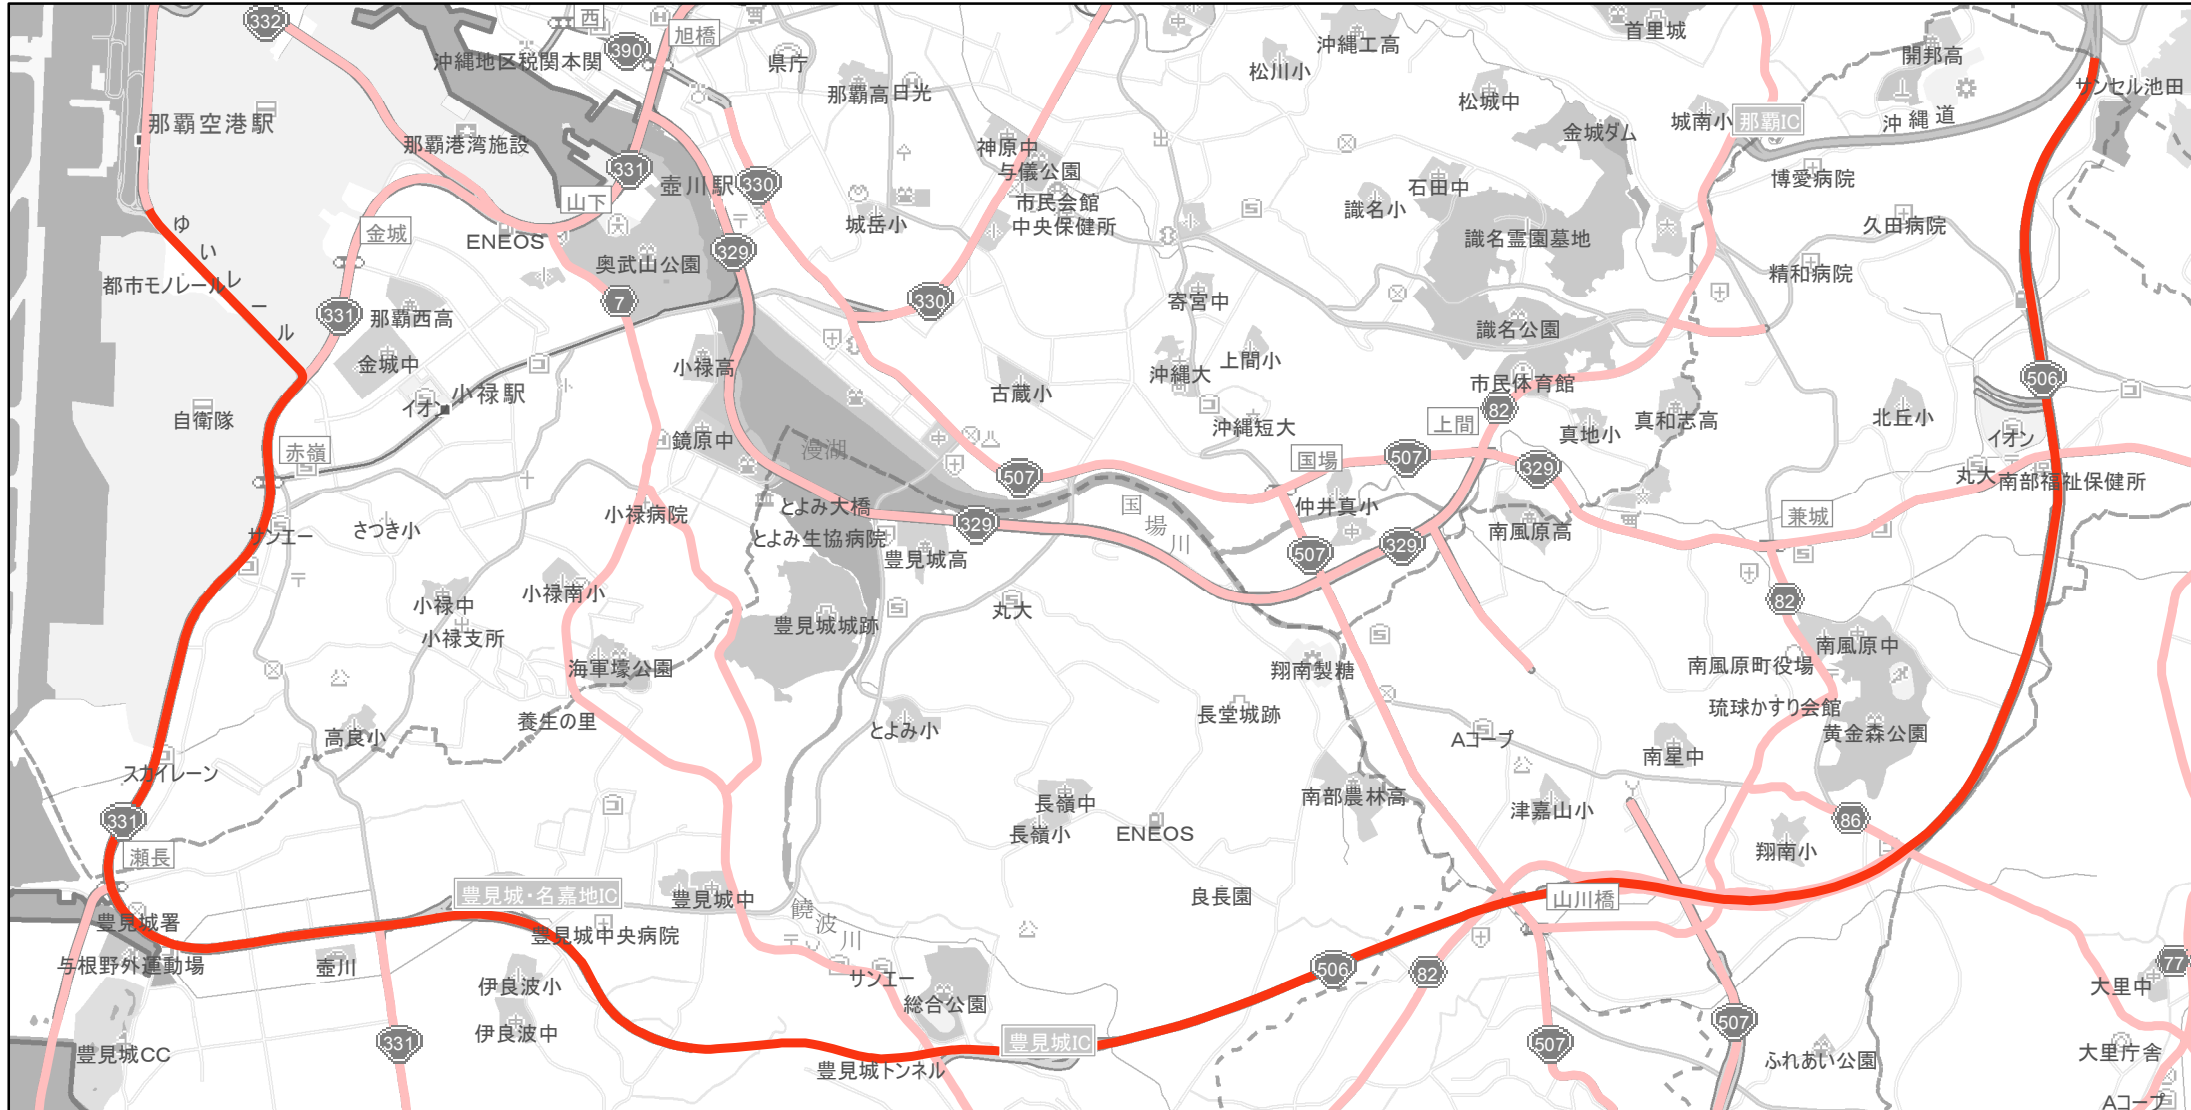 332
西
390
旭橋
沖縄地区税関本関
県庁
那覇高
日光
沖縄工高
松川小
首里城
開邦高
サンセル池田
松城中
金城ダム
城南小
那覇IC
沖縄道
那覇空港駅
那覇港湾施設
331
山下
壺川駅
330
神原中
与儀公園
市民会館
中央保健所
城岳小
石田中
識名小
博愛病院
久田病院
506
ゆいレール
都市モノレール
金城
ENEOS
奥武山公園
329
7
330
寄宮中
識名霊園墓地
識名公園
精和病院
331
那覇西高
金城中
小禄駅
イオン
自衛隊
赤嶺
小禄高
古蔵小
沖縄大
上間小
沖縄短大
市民体育館
82
上間
真地小
真和志高
北丘小
イオン
丸大
南部福祉保健所
鏡原中
漫湖
とよみ大橋
とよみ生協病院
507
国場
507
329
仲井真小
南風原高
兼城
サンエー
さつき小
小禄病院
329
豊見城高
国場川
507
329
小禄中
小禄支所
小禄南小
豊見城城跡
丸大
82
南風原中
南風原町役場
琉球かすり会館
黄金森公園
海軍壕公園
養生の里
翔南製糖
長堂城跡
とよみ小
高良小
スカイレーン
Aコープ
南星中
331
瀬長
長嶺中
長嶺小
ENEOS
南部農林高
津嘉山小
86
翔南小
豊見城・名嘉地IC
豊見城中
饒波川
良長園
山川橋
豊見城署
与根野外運動場
壺川
豊見城中央病院
伊良波小
伊良波中
サンエー
総合公園
506
82
77
大里中
豊見城CC
331
豊見城IC
豊見城トンネル
507
507
ふれあい公園
大里庁舎
Aコープ